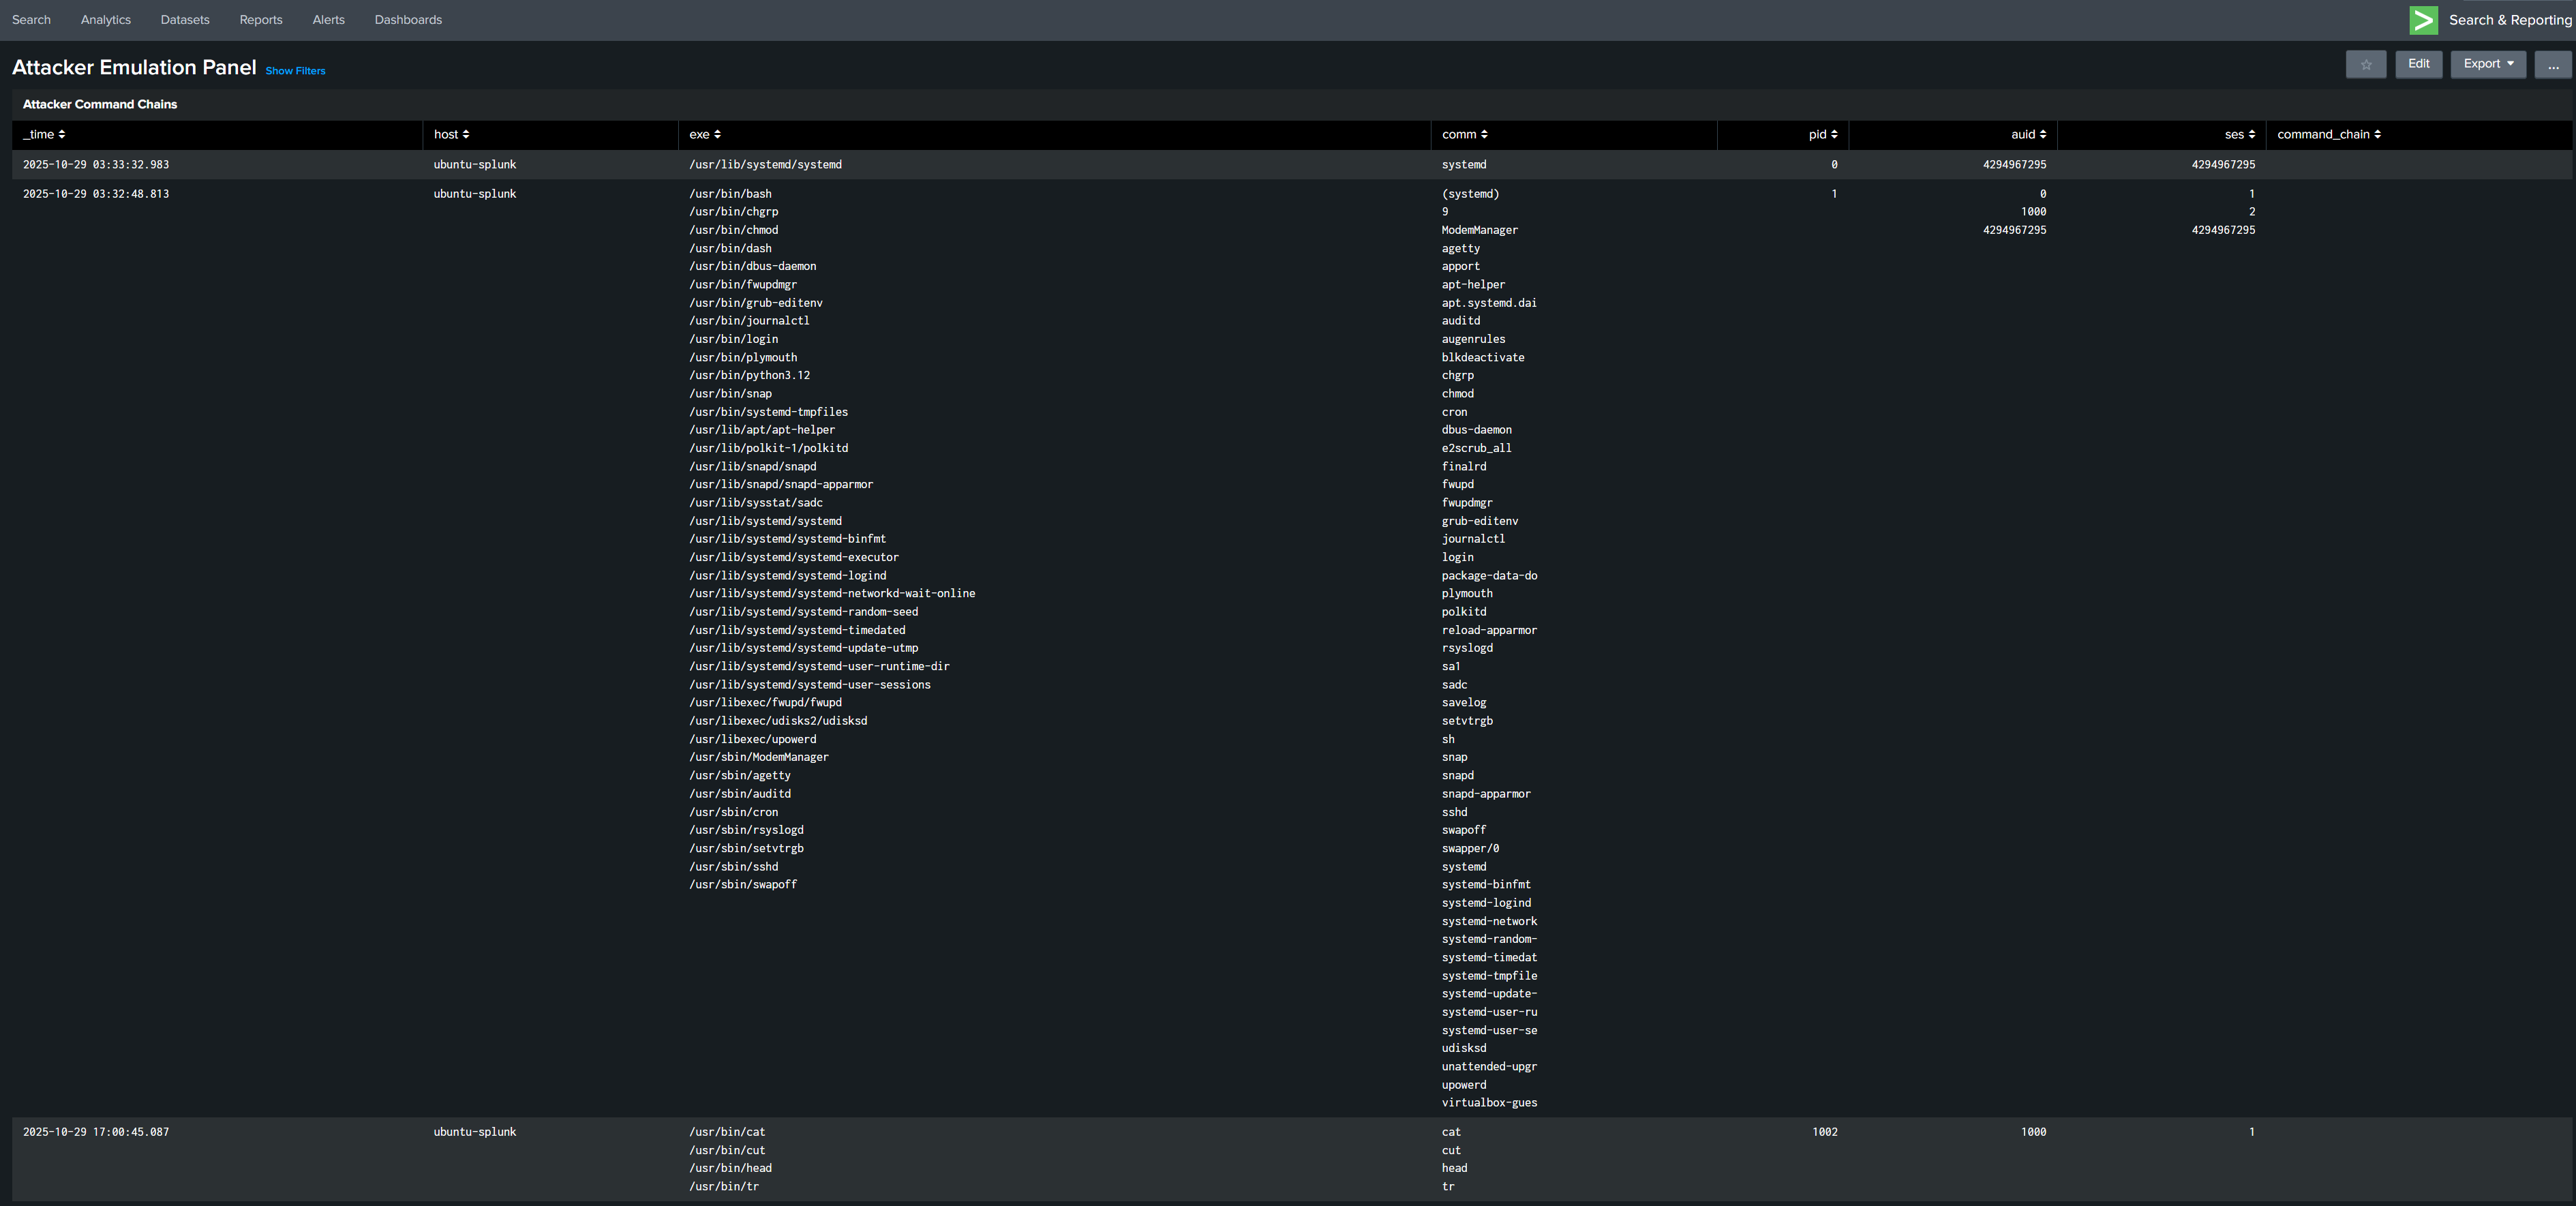 Search Analytics Datasets Reports Alerts Dashboards Search & Reporting
Attacker Emulation Panel Show Filters Edit Export ...
Attacker Command Chains
_time host exe comm pid auid ses command_chain
2025-10-29 03:33:32.983 ubuntu-splunk /usr/lib/systemd/systemd systemd 0 4294967295 4294967295
2025-10-29 03:32:48.813 ubuntu-splunk /usr/bin/bash (systemd) 1 0 1
/usr/bin/chgrp 9 1000 2
/usr/bin/chmod ModemManager 4294967295 4294967295
/usr/bin/dash agetty
/usr/bin/dbus-daemon apport
/usr/bin/fwupdmgr apt-helper
/usr/bin/grub-editenv apt.systemd.dai
/usr/bin/journalctl auditd
/usr/bin/login augenrules
/usr/bin/plymouth blkdeactivate
/usr/bin/python3.12 chgrp
/usr/bin/snap chmod
/usr/bin/systemd-tmpfiles cron
/usr/lib/apt/apt-helper dbus-daemon
/usr/lib/polkit-1/polkitd e2scrub_all
/usr/lib/snapd/snapd finalrd
/usr/lib/snapd/snapd-apparmor fwupd
/usr/lib/sysstat/sadc fwupdmgr
/usr/lib/systemd/systemd grub-editenv
/usr/lib/systemd/systemd-binfmt journalctl
/usr/lib/systemd/systemd-executor login
/usr/lib/systemd/systemd-logind package-data-do
/usr/lib/systemd/systemd-networkd-wait-online plymouth
/usr/lib/systemd/systemd-random-seed polkitd
/usr/lib/systemd/systemd-timedated reload-apparmor
/usr/lib/systemd/systemd-update-utmp rsyslogd
/usr/lib/systemd/systemd-user-runtime-dir sa1
/usr/lib/systemd/systemd-user-sessions sadc
/usr/libexec/fwupd/fwupd savelog
/usr/libexec/udisks2/udisksd setvtrgb
/usr/libexec/upowerd sh
/usr/sbin/ModemManager snap
/usr/sbin/agetty snapd
/usr/sbin/auditd snapd-apparmor
/usr/sbin/cron sshd
/usr/sbin/rsyslogd swapoff
/usr/sbin/setvtrgb swapper/0
/usr/sbin/sshd systemd
/usr/sbin/swapoff systemd-binfmt
systemd-logind
systemd-network
systemd-random-
systemd-timedat
systemd-tmpfile
systemd-update-
systemd-user-ru
systemd-user-se
udisksd
unattended-upgr
upowerd
virtualbox-gues
2025-10-29 17:00:45.087 ubuntu-splunk /usr/bin/cat cat 1002 1000 1
/usr/bin/cut cut
/usr/bin/head head
/usr/bin/tr tr